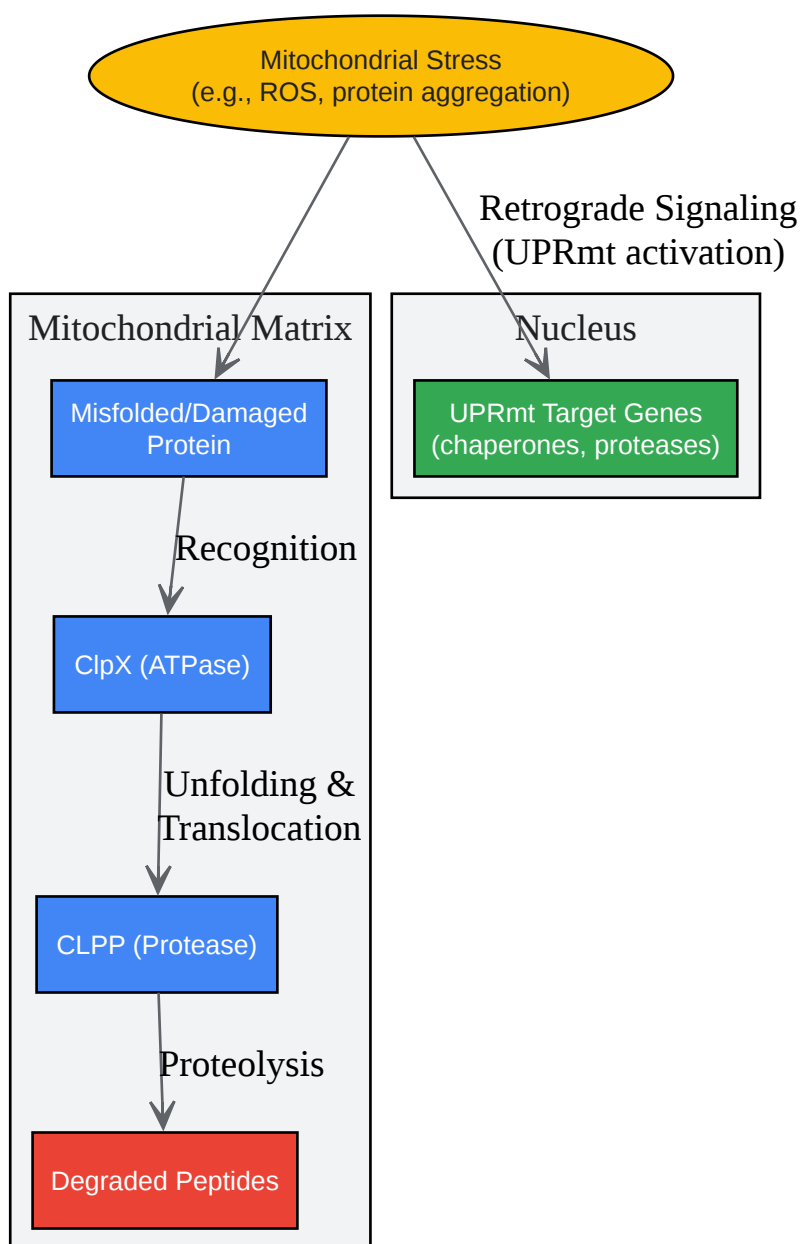 Mitochondrial Stress
(e.g., ROS, protein aggregation)
Retrograde Signaling
(UPRmt activation)
Mitochondrial Matrix
Nucleus
Misfolded/Damaged
Protein
UPRmt Target Genes
(chaperones, proteases)
Recognition
ClpX (ATPase)
Unfolding &
Translocation
CLPP (Protease)
Proteolysis
Degraded Peptides